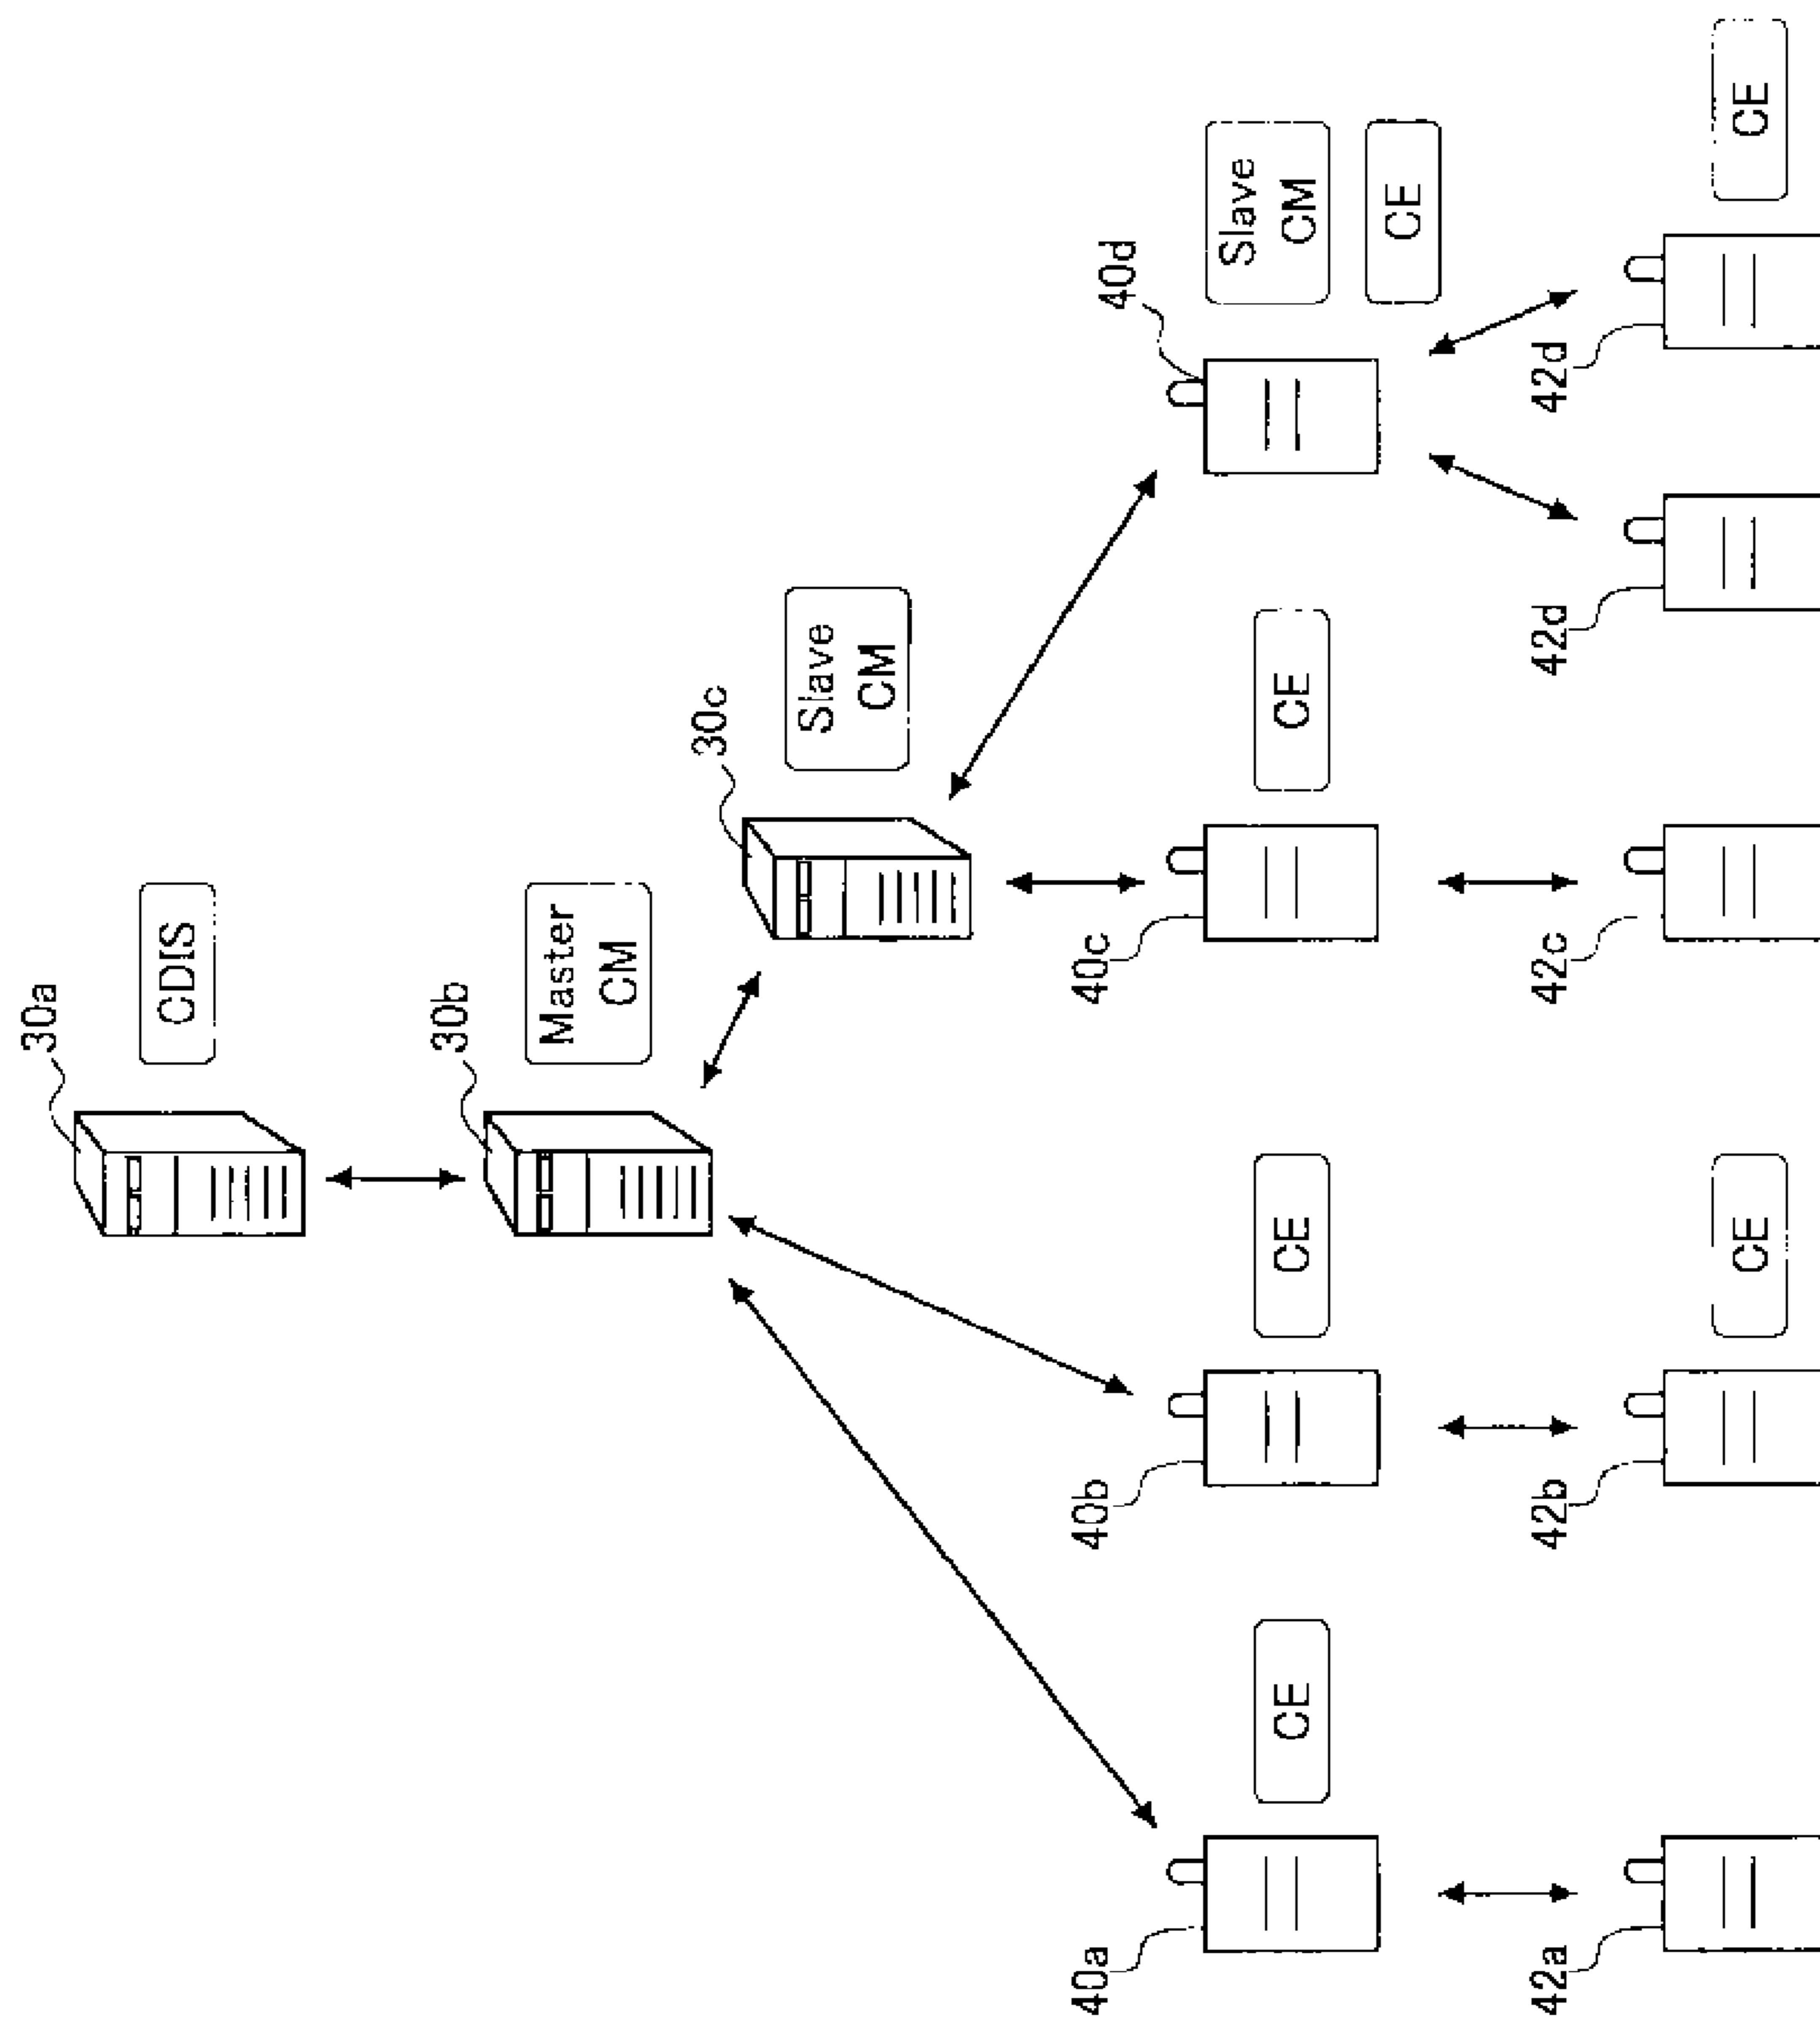 30a
CDIS
30b
Master
CM
30c
Slave
CM
40a
CE
40b
CE
40c
CE
40d
Slave
CM
CE
42a
42b
CE
42c
42d
42d
CE